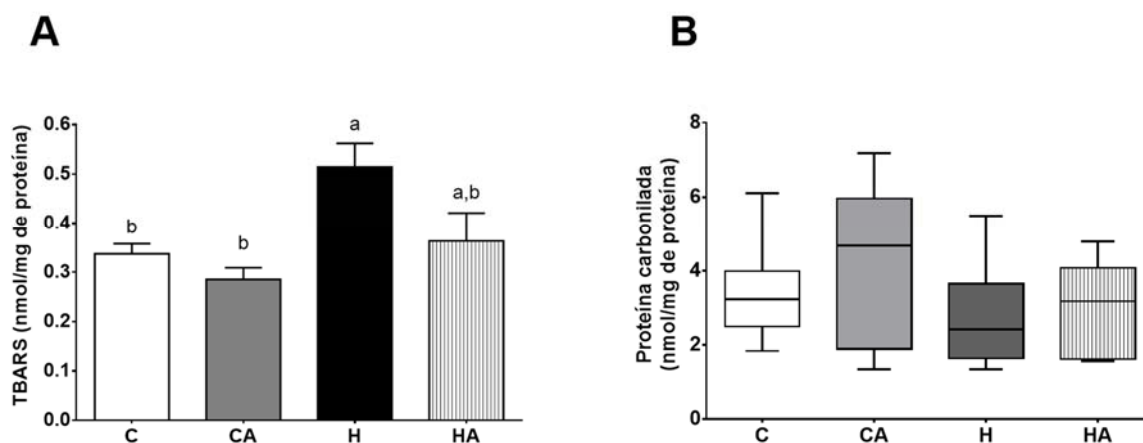 A
TBARS (nmol/mg de proteína)
0.6
0.5
0.4
0.3
0.2
0.1
0.0
b
b
a
a,b
C CA H HA
B
Proteína carbonilada
(nmol/mg de proteína)
8
6
4
2
0
C CA H HA